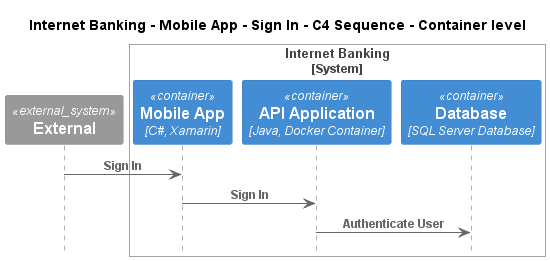 Internet Banking - Mobile App - Sign In - C4 Sequence - Container level
Internet Banking
[System]
«external_system»
External
«container»
Mobile App
[C#, Xamarin]
«container»
API Application
[Java, Docker Container]
«container»
Database
[SQL Server Database]
Sign In
Sign In
Authenticate User